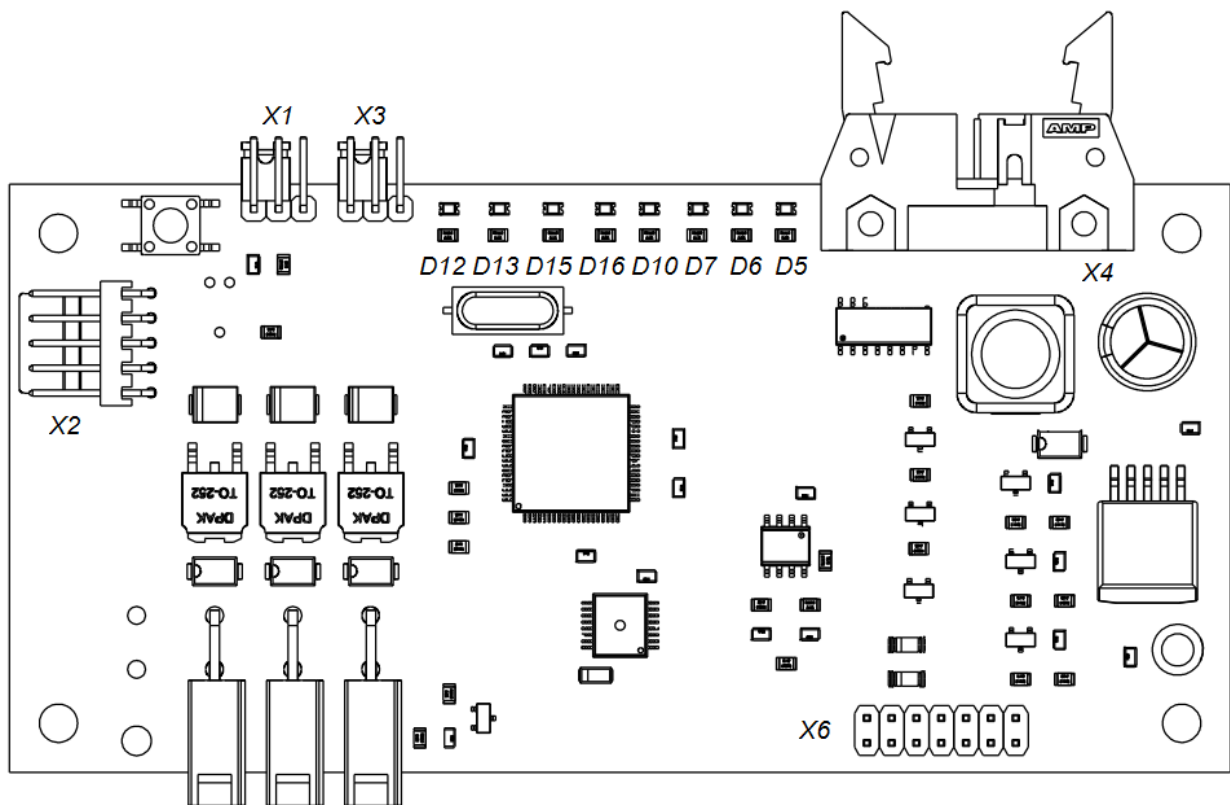 AMP
X1 X3
D12 D13 D15 D16 D10 D7 D6 D5
X4
X2
TO-252 TO-252 TO-252
DPAK DPAK DPAK
X6